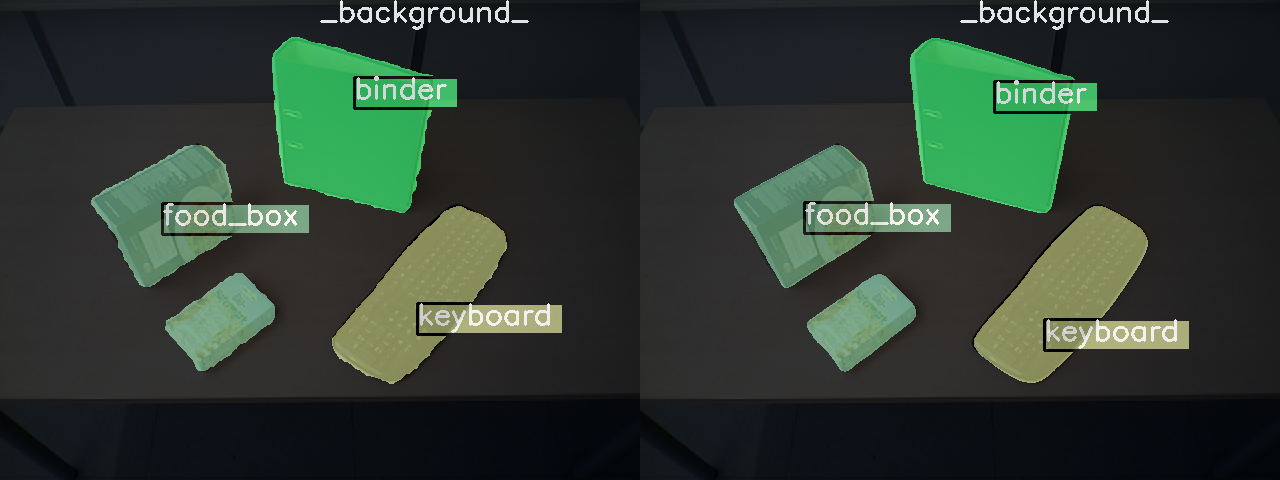 _background_
_background_
binder
binder
food_box
food_box
keyboard
keyboard